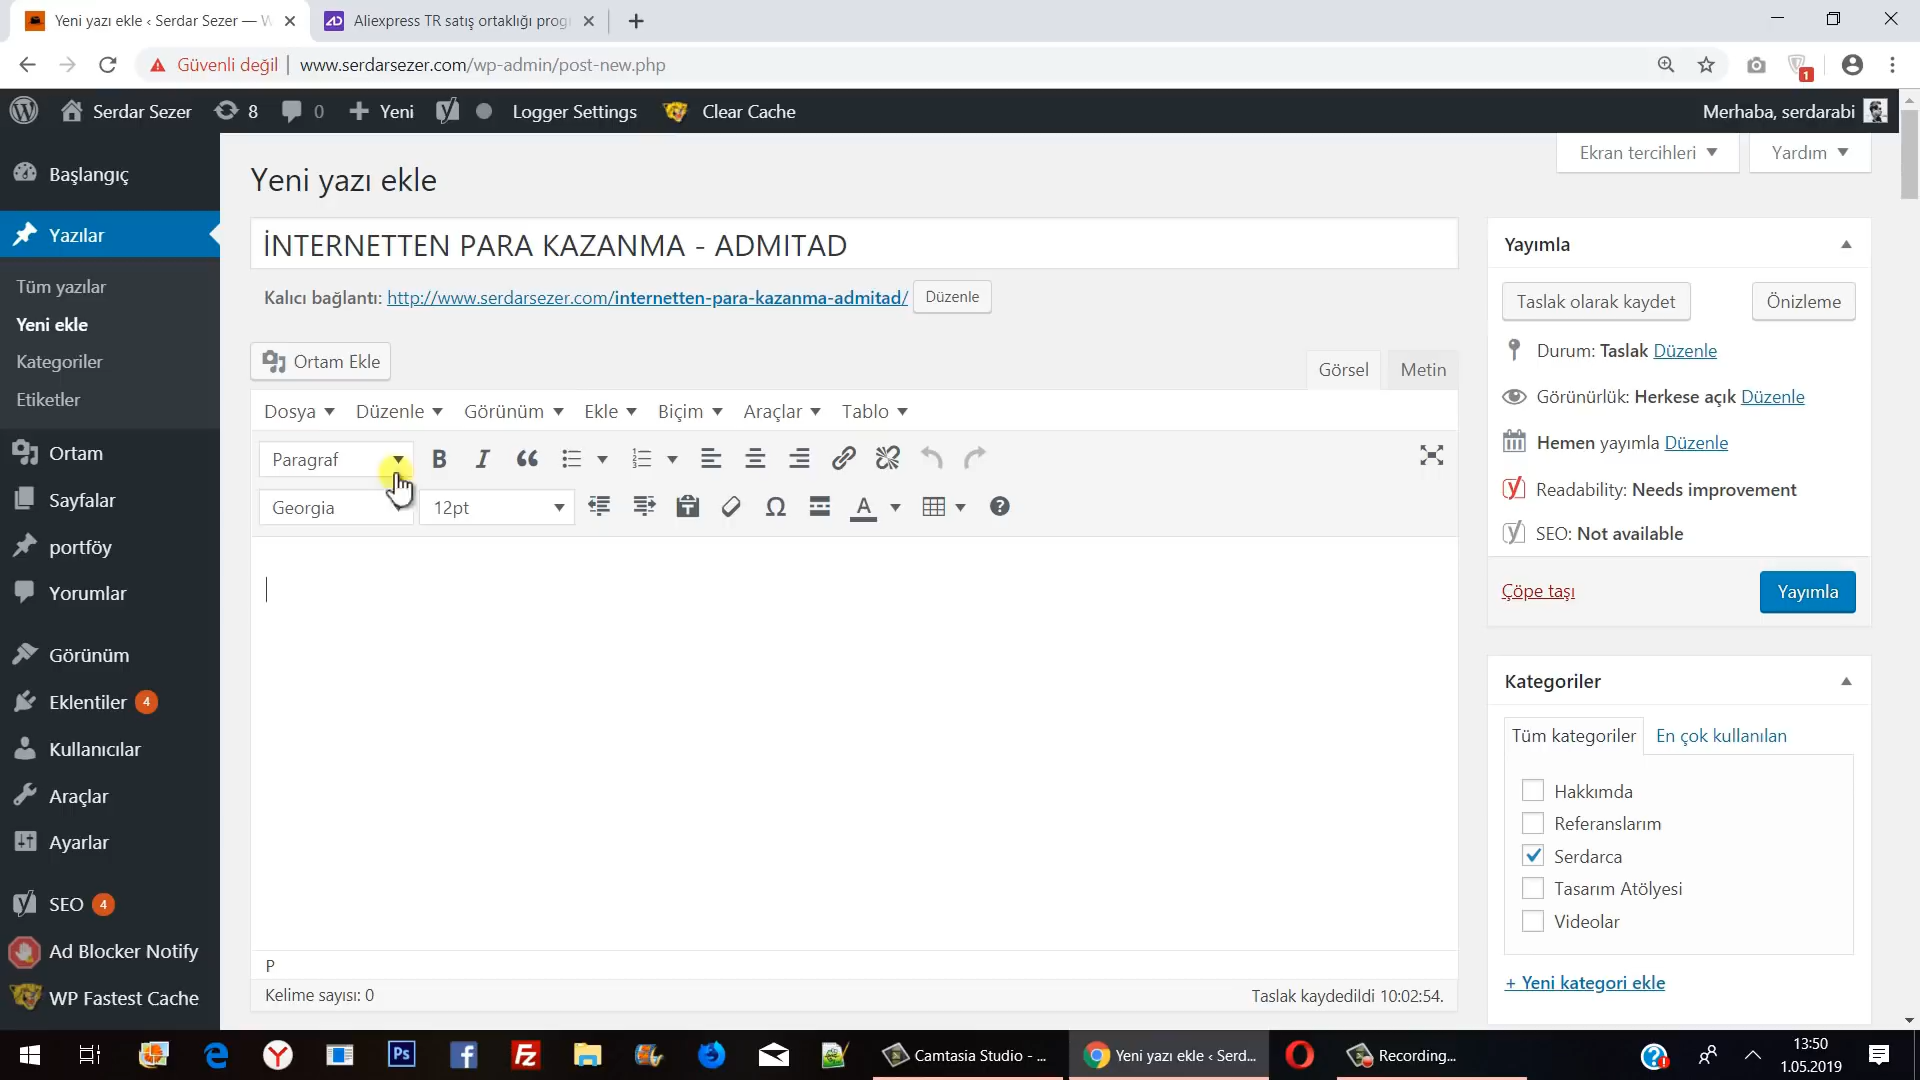 Yeni yazı ekle ‹ Serdar Sezer — W
Aliexpress TR satış ortaklığı prog
Güvenli değil
www.serdarsezer.com/wp-admin/post-new.php
1
Serdar Sezer
8
0
Yeni
Logger Settings
Clear Cache
Merhaba, serdarabi
Başlangıç
Yazılar
Tüm yazılar
Yeni ekle
Kategoriler
Etiketler
Ortam
Sayfalar
portföy
Yorumlar
Görünüm
Eklentiler 4
Kullanıcılar
Araçlar
Ayarlar
SEO 4
Ad Blocker Notify
WP Fastest Cache
Ekran tercihleri
Yardım
Yeni yazı ekle
İNTERNETTEN PARA KAZANMA - ADMITAD
Kalıcı bağlantı: http://www.serdarsezer.com/internetten-para-kazanma-admitad/ Düzenle
Ortam Ekle
Görsel
Metin
Dosya Düzenle Görünüm Ekle Biçim Araçlar Tablo
Paragraf
B I
Georgia
12pt
Ω
A
P
Kelime sayısı: 0
Taslak kaydedildi 10:02:54.
Yayımla
Taslak olarak kaydet
Önizleme
Durum: Taslak Düzenle
Görünürlük: Herkese açık Düzenle
Hemen yayımla Düzenle
Readability: Needs improvement
SEO: Not available
Çöpe taşı
Yayımla
Kategoriler
Tüm kategoriler
En çok kullanılan
Hakkımda
Referanslarım
Serdarca
Tasarım Atölyesi
Videolar
+ Yeni kategori ekle
Ps
Camtasia Studio - ...
Yeni yazı ekle ‹ Serd...
Recording...
13:50
1.05.2019